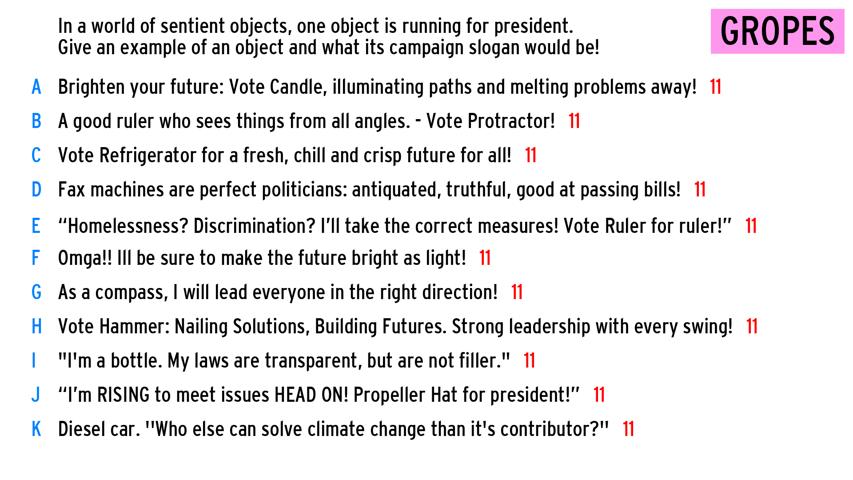 In a world of sentient objects, one object is running for president.
Give an example of an object and what its campaign slogan would be!
GROPES
A Brighten your future: Vote Candle, illuminating paths and melting problems away! 11
B A good ruler who sees things from all angles. - Vote Protractor! 11
C Vote Refrigerator for a fresh, chill and crisp future for all! 11
D Fax machines are perfect politicians: antiquated, truthful, good at passing bills! 11
E “Homelessness? Discrimination? I’ll take the correct measures! Vote Ruler for ruler!” 11
F Omga!! Ill be sure to make the future bright as light! 11
G As a compass, I will lead everyone in the right direction! 11
H Vote Hammer: Nailing Solutions, Building Futures. Strong leadership with every swing! 11
I "I'm a bottle. My laws are transparent, but are not filler." 11
J “I’m RISING to meet issues HEAD ON! Propeller Hat for president!” 11
K Diesel car. ''Who else can solve climate change than it's contributor?'' 11